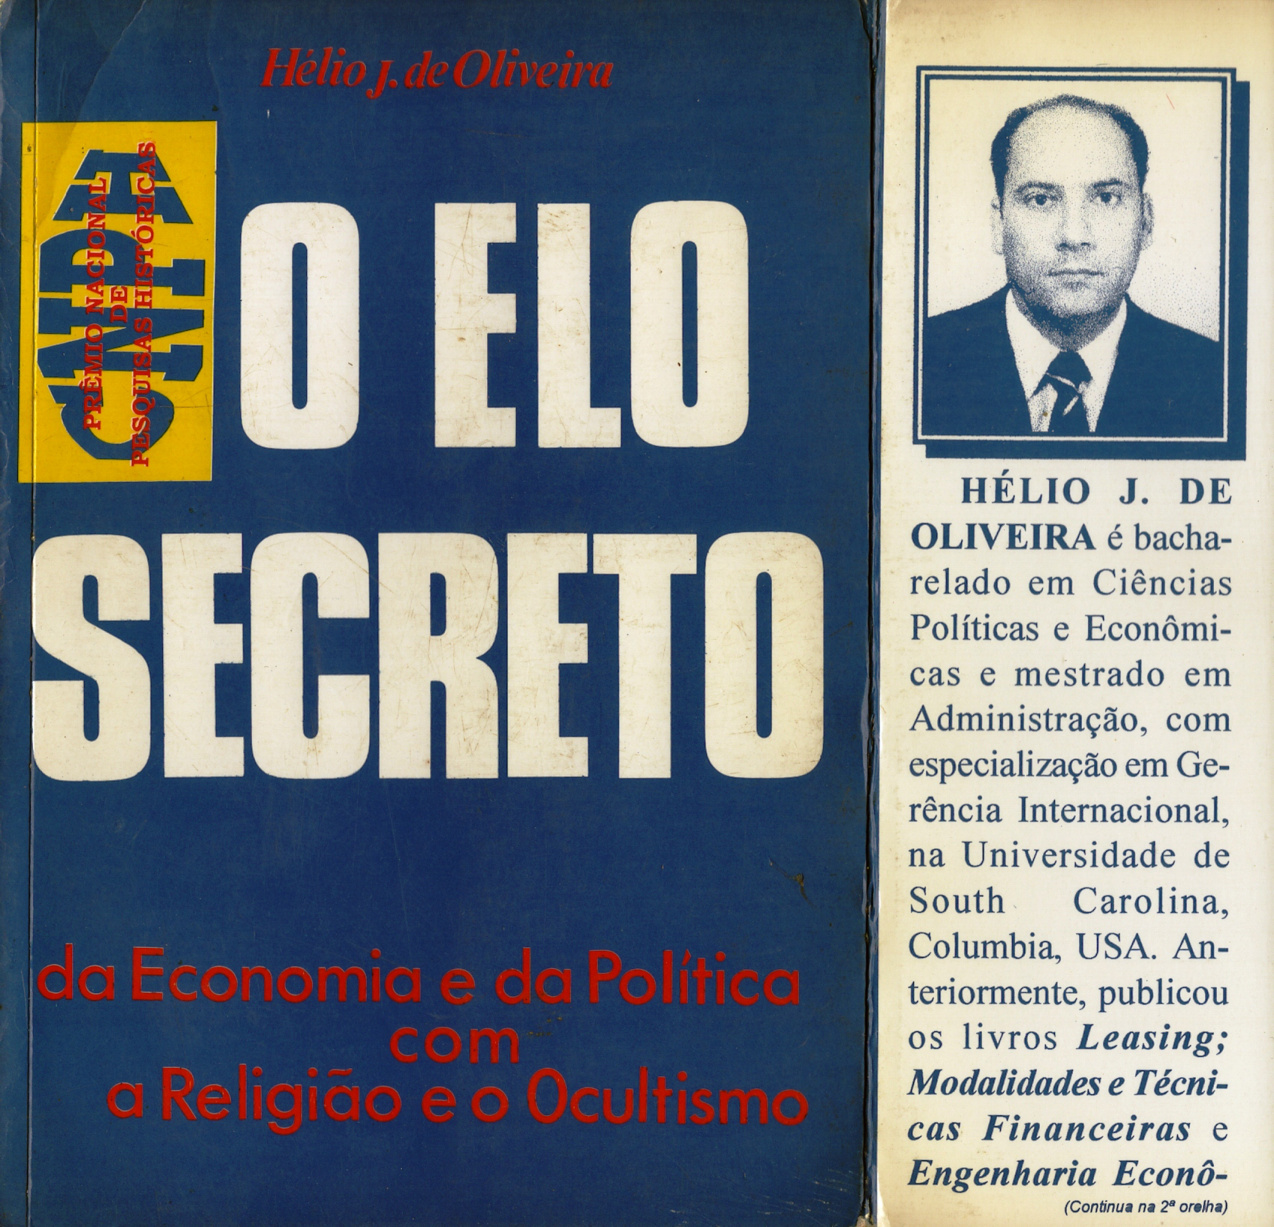 Hélio J. de Oliveira
CNDA
PRÊMIO NACIONAL
DE
PESQUISAS HISTÓRICAS
O ELO
SECRETO
da Economia e da Política
com
a Religião e o Ocultismo
HÉLIO J. DE
OLIVEIRA é bacha-
relado em Ciências
Políticas e Econômi-
cas e mestrado em
Administração, com
especialização em Ge-
rência Internacional,
na Universidade de
South Carolina,
Columbia, USA. An-
teriormente, publicou
os livros Leasing;
Modalidades e Técni-
cas Financeiras e
Engenharia Econô-
(Continua na 2ª orelha)